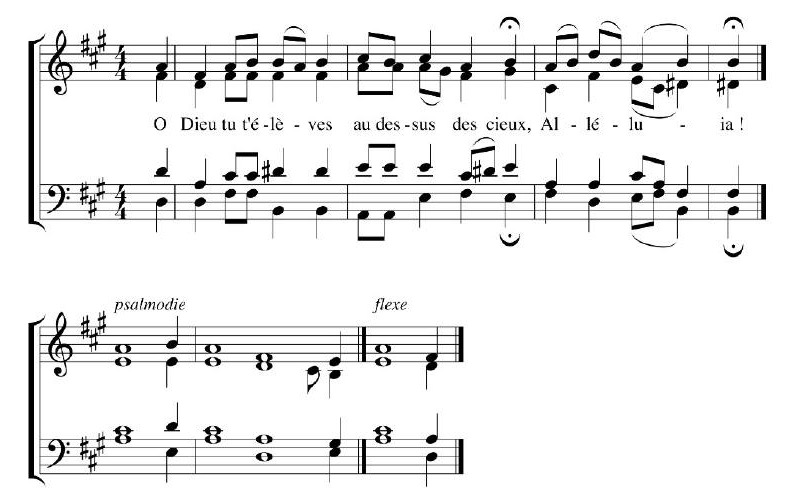 O Dieu tu t'é - lè - ves au des - sus des cieux, Al - lé - lu - ia !
psalmodie flexe